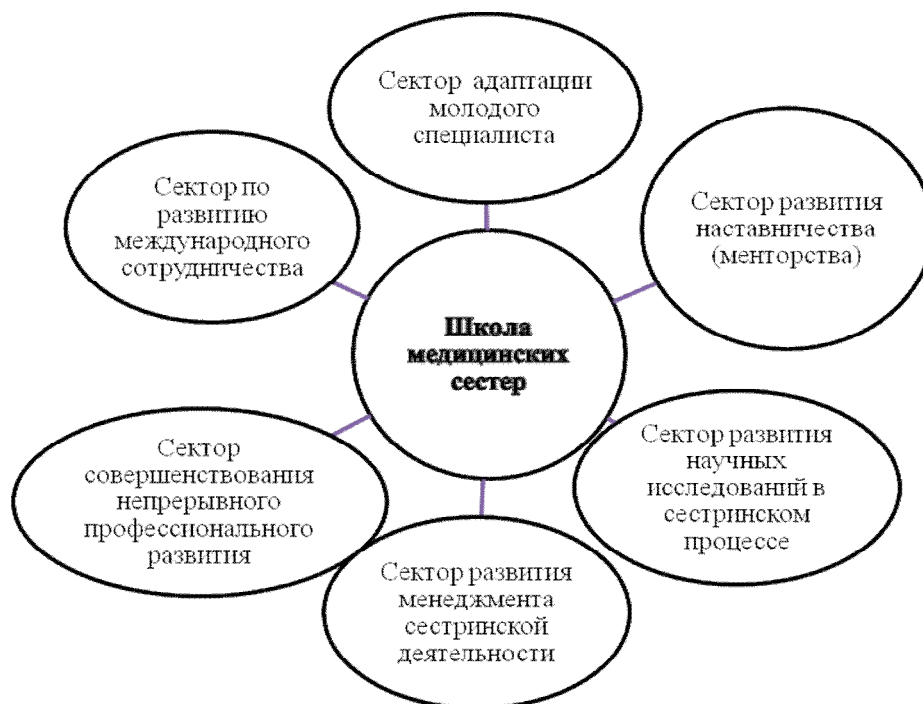 Сектор адаптации
молодого
специалиста
Сектор по
развитию
международного
сотрудничества
Сектор развития
наставничества
(менторства)
Школа
медицинских
сестер
Сектор
совершенствования
непрерывного
профессионального
развития
Сектор развития
научных
исследований в
сестринском
процессе
Сектор развития
менеджмента
сестринской
деятельности